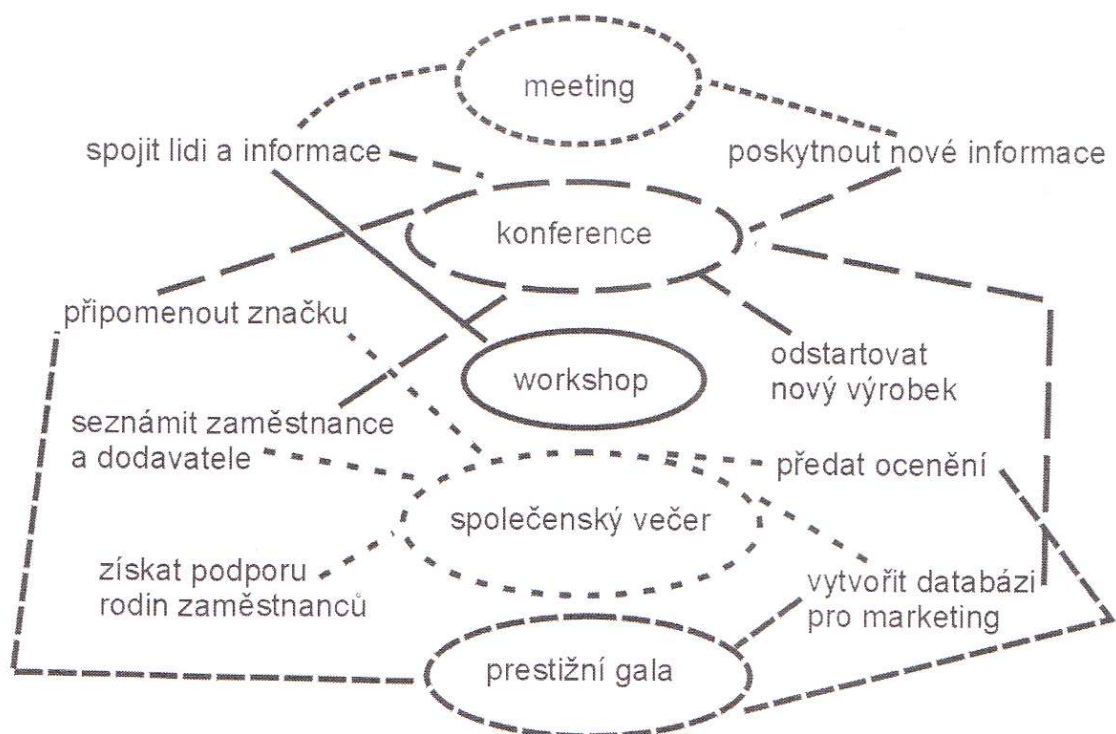 meeting
spojit lidi a informace
poskytnout nové informace
konference
připomenout značku
odstartovat
nový výrobek
workshop
seznámit zaměstnance
a dodavatele
předat ocenění
společenský večer
získat podporu
rodin zaměstnanců
vytvořit databázi
pro marketing
prestižní gala